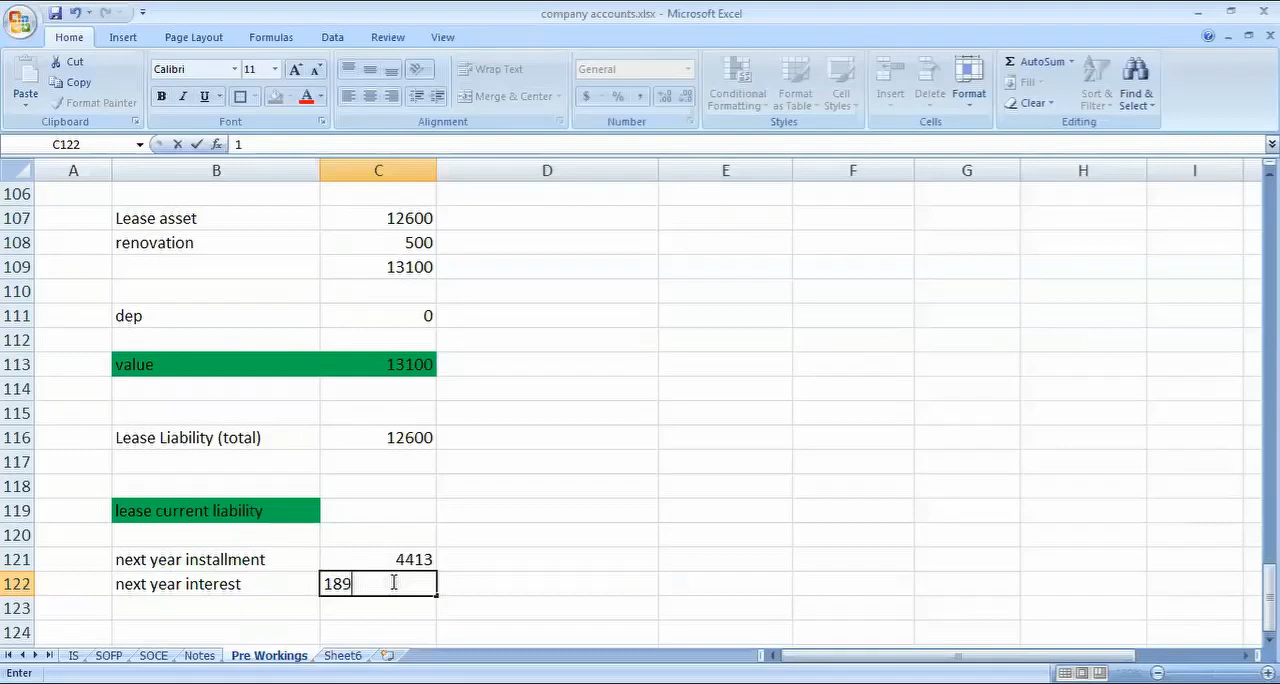 company accounts.xlsx - Microsoft Excel
Home Insert Page Layout Formulas Data Review View
Paste Cut Copy Format Painter
Clipboard
Calibri 11 A A
B I U A
Font
Wrap Text
Merge & Center
Alignment
General
$ % ,
Number
Conditional Formatting Format as Table Cell Styles
Styles
Insert Delete Format
Cells
Σ AutoSum Fill Clear
Sort & Filter Find & Select
Editing
C122 fx 1
A B C D E F G H I
106
107 Lease asset 12600
108 renovation 500
109 13100
110
111 dep 0
112
113 value 13100
114
115
116 Lease Liability (total) 12600
117
118
119 lease current liability
120
121 next year installment 4413
122 next year interest 189
123
124
IS SOFP SOCE Notes Pre Workings Sheet6
Enter